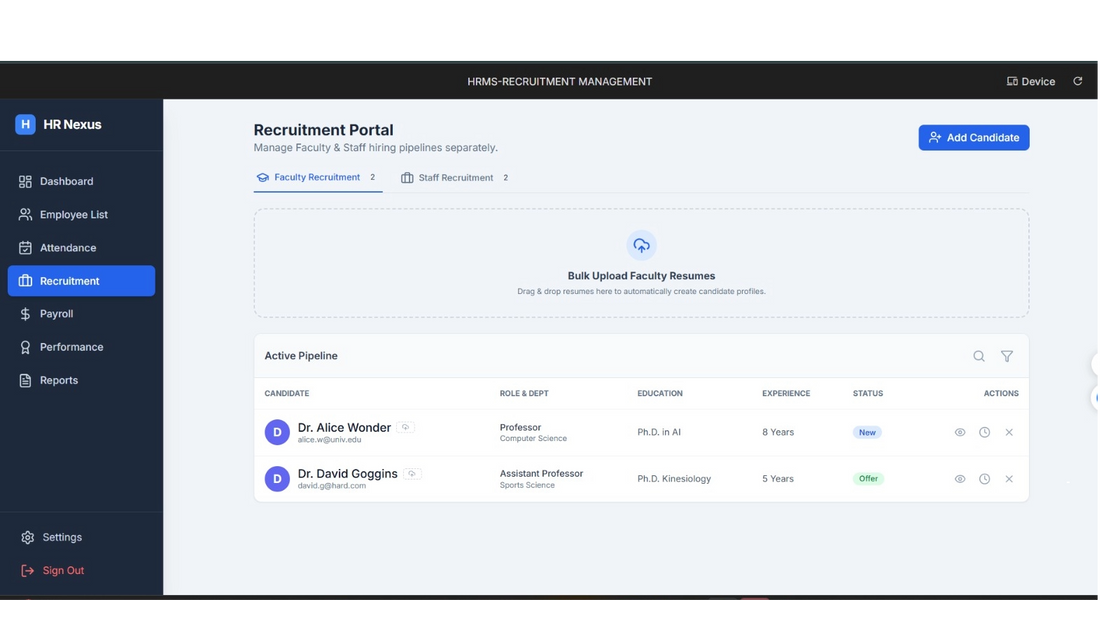 HRMS-RECRUITMENT MANAGEMENT
Device
H HR Nexus
Dashboard
Employee List
Attendance
Recruitment
Payroll
Performance
Reports
Settings
Sign Out
Recruitment Portal
Manage Faculty & Staff hiring pipelines separately.
Add Candidate
Faculty Recruitment 2
Staff Recruitment 2
Bulk Upload Faculty Resumes
Drag & drop resumes here to automatically create candidate profiles.
Active Pipeline
CANDIDATE ROLE & DEPT EDUCATION EXPERIENCE STATUS ACTIONS
D Dr. Alice Wonder
alice.w@univ.edu
Professor
Computer Science
Ph.D. in AI
8 Years
New
D Dr. David Goggins
david.g@hard.com
Assistant Professor
Sports Science
Ph.D. Kinesiology
5 Years
Offer